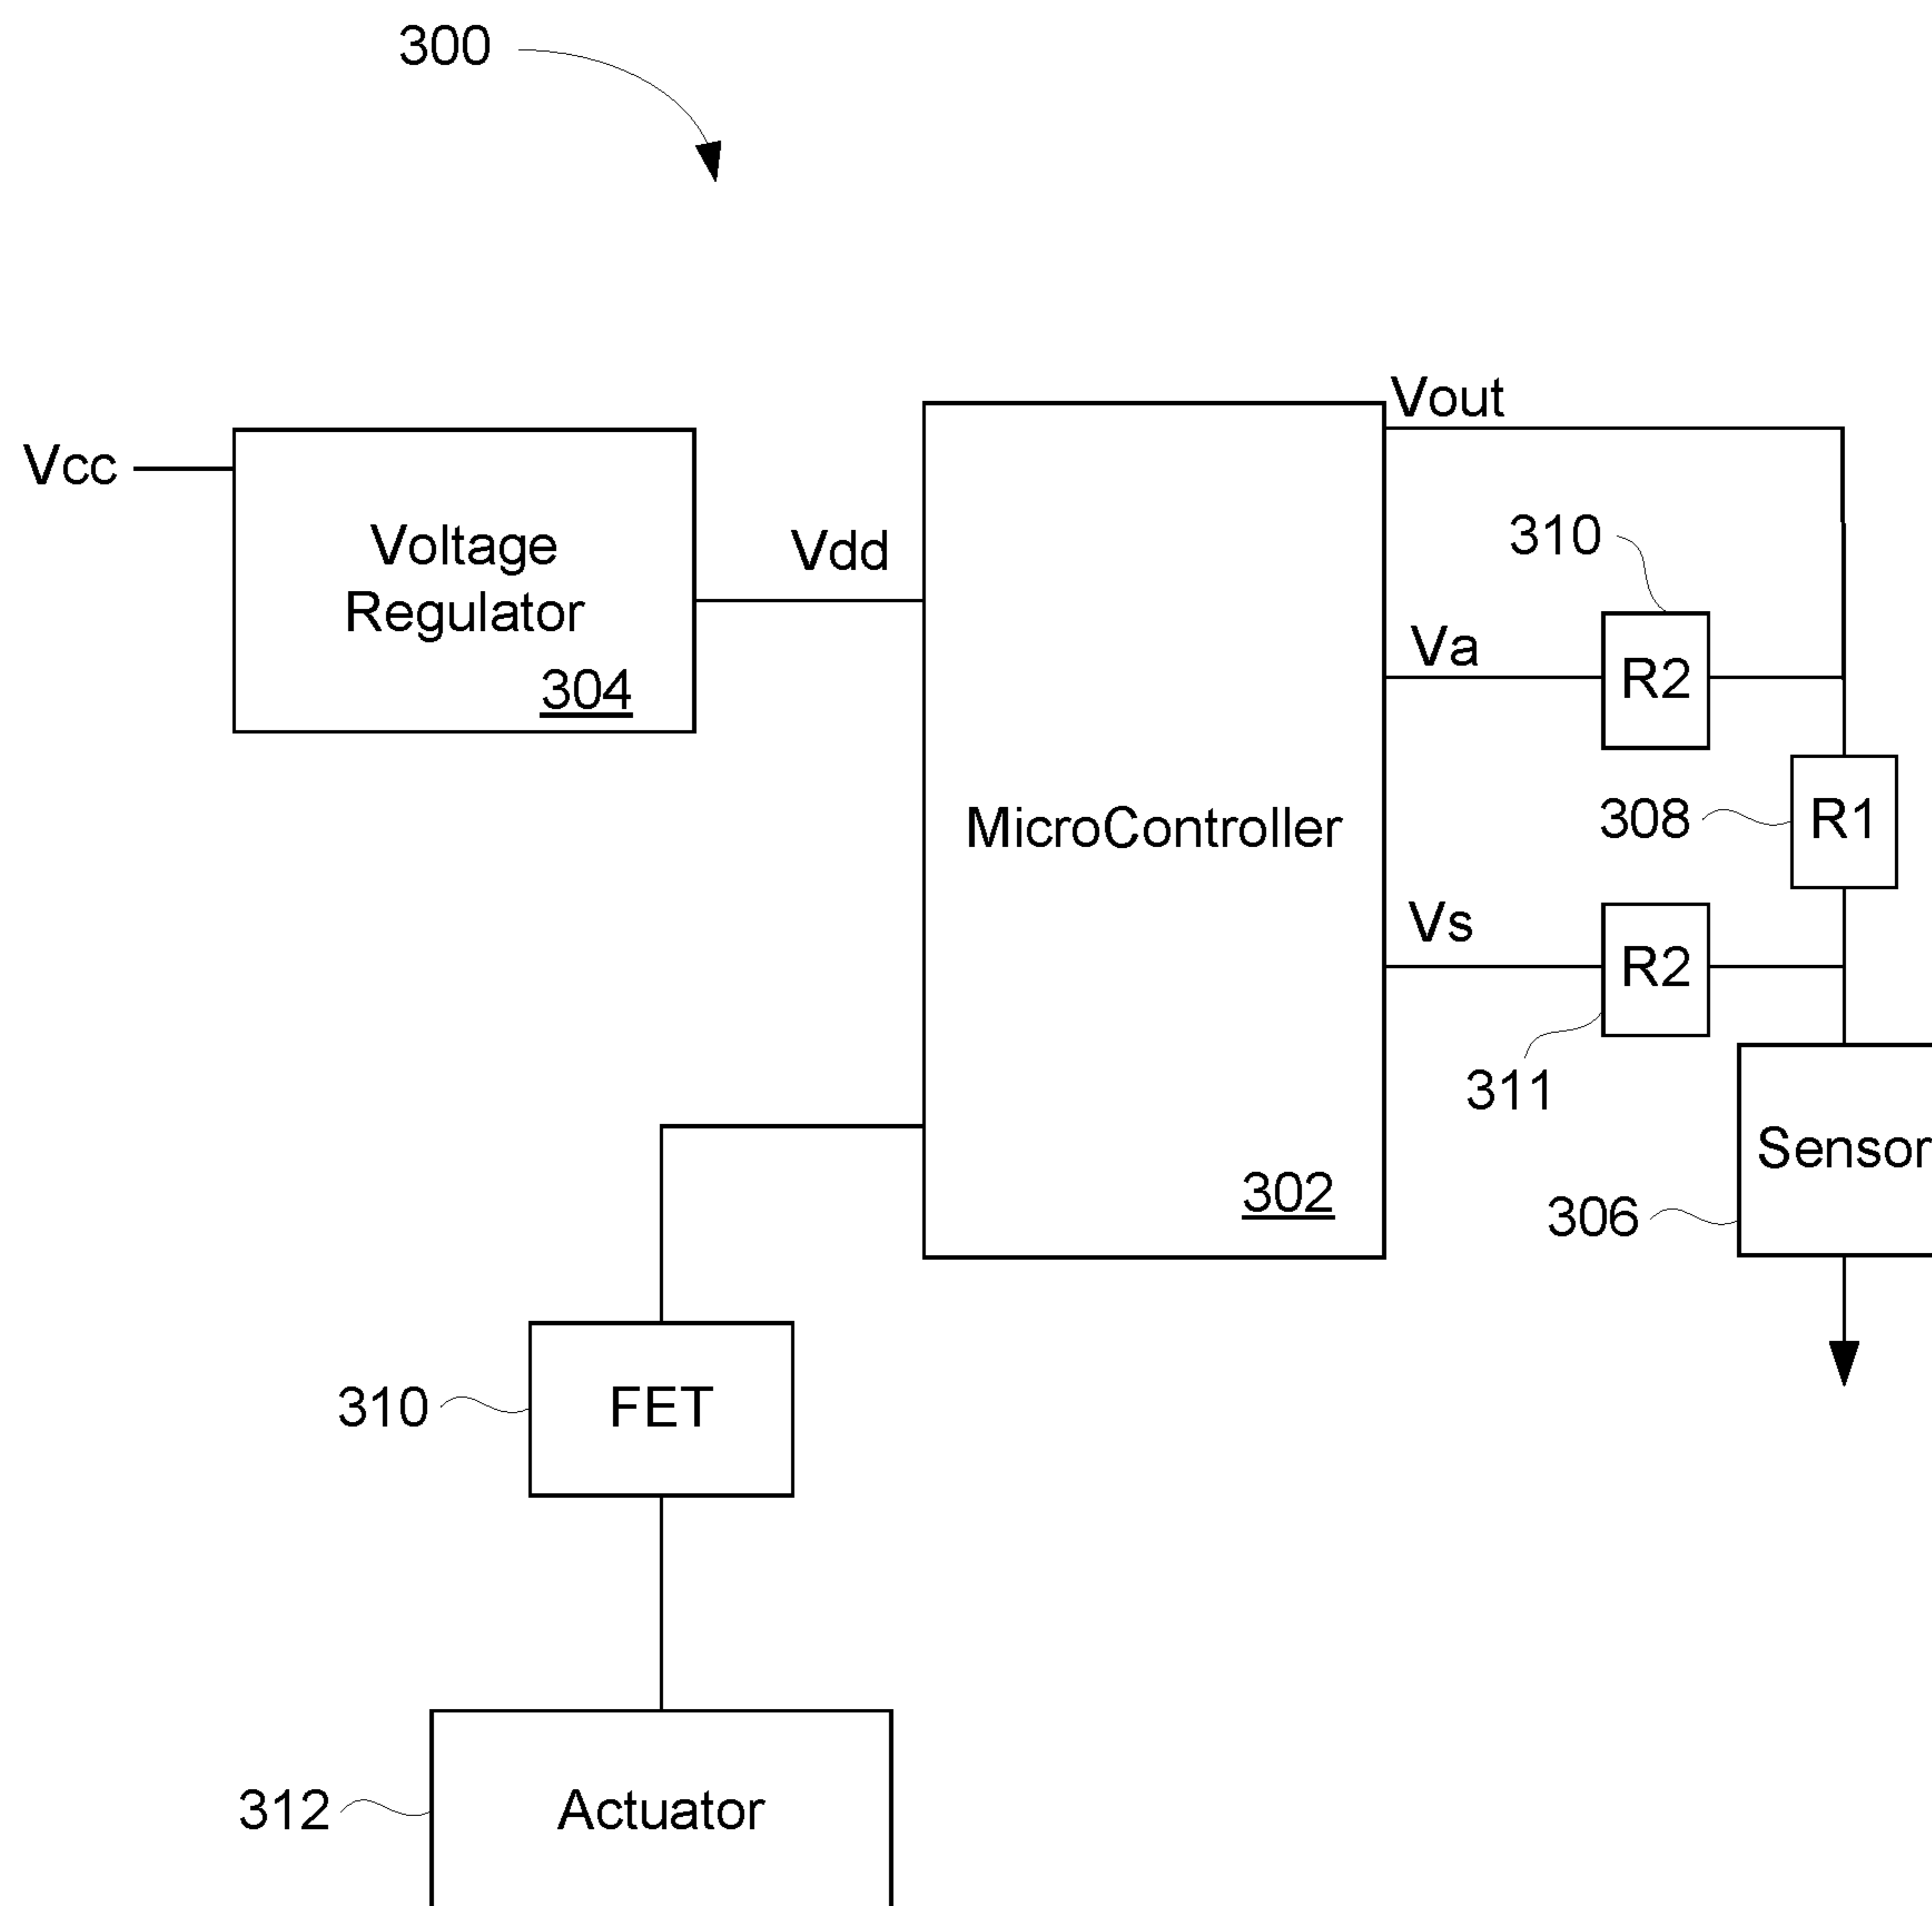 300
Vout
Vcc
Voltage
Regulator
304
Vdd
310
Va
R2
MicroController
308
R1
Vs
R2
311
Sensor
302
306
310
FET
312
Actuator